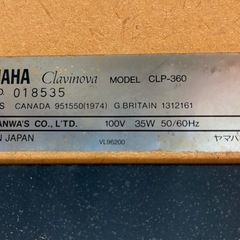 MAHA Clavinova MODEL CLP-360
O. 018535
S CANADA 951550(1974) G.BRITAIN 1312161
ANWA'S CO.,L'TD. 100V 35W 50/60Hz
N JAPAN VL96200 ヤマハ